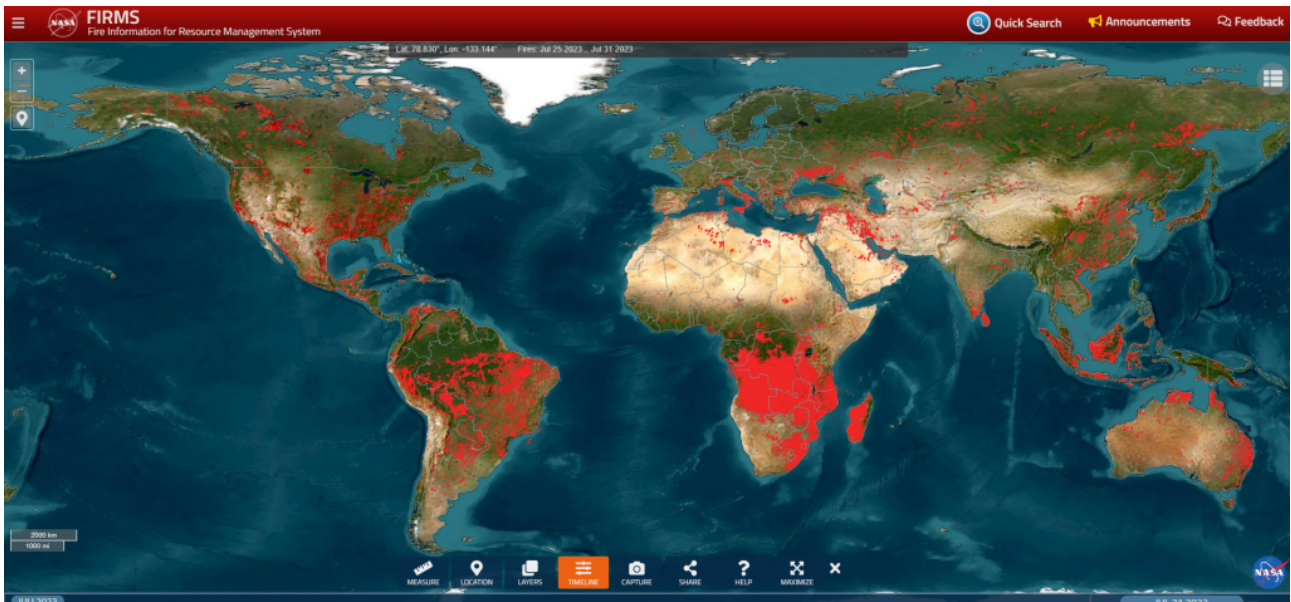 FIRMS
Fire Information for Resource Management System
Quick Search
Announcements
Feedback
NASA
Lat: 78.830°, Lon: -133.144° Fires: Jul 25 2023 .. Jul 31 2023
+
−
2000 km
1000 mi
MEASURE
LOCATION
LAYERS
TIMELINE
CAPTURE
SHARE
?
HELP
MAXIMIZE
NASA